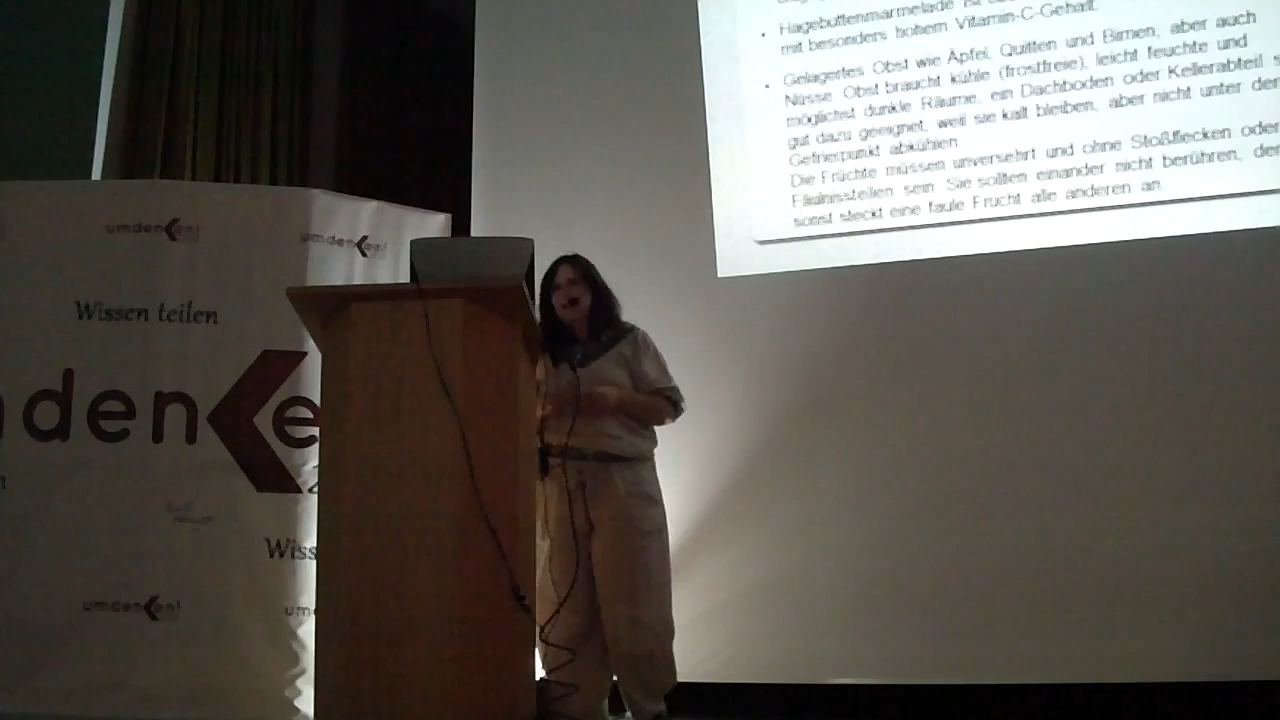 Hagebuttenmarmelade
mit besonders hohem Vitamin-C-Gehalt.
Gelagertes Obst wie Äpfel, Quitten und Birnen, aber auch
Nüsse. Obst braucht kühle (frostfreie), leicht feuchte und
möglichst dunkle Räume, ein Dachboden oder Kellerabteil
gut dazu geeignet, weil sie kalt bleiben, aber nicht unter den
Gefrierpunkt abkühlen.
Die Früchte müssen unversehrt und ohne Stoßflecken oder
Fäulnisstellen sein. Sie sollten einander nicht berühren, denn
sonst steckt eine faule Frucht alle anderen an.
umdenken!
umdenken!
Wissen teilen
denke
Wiss
umdenken!
um